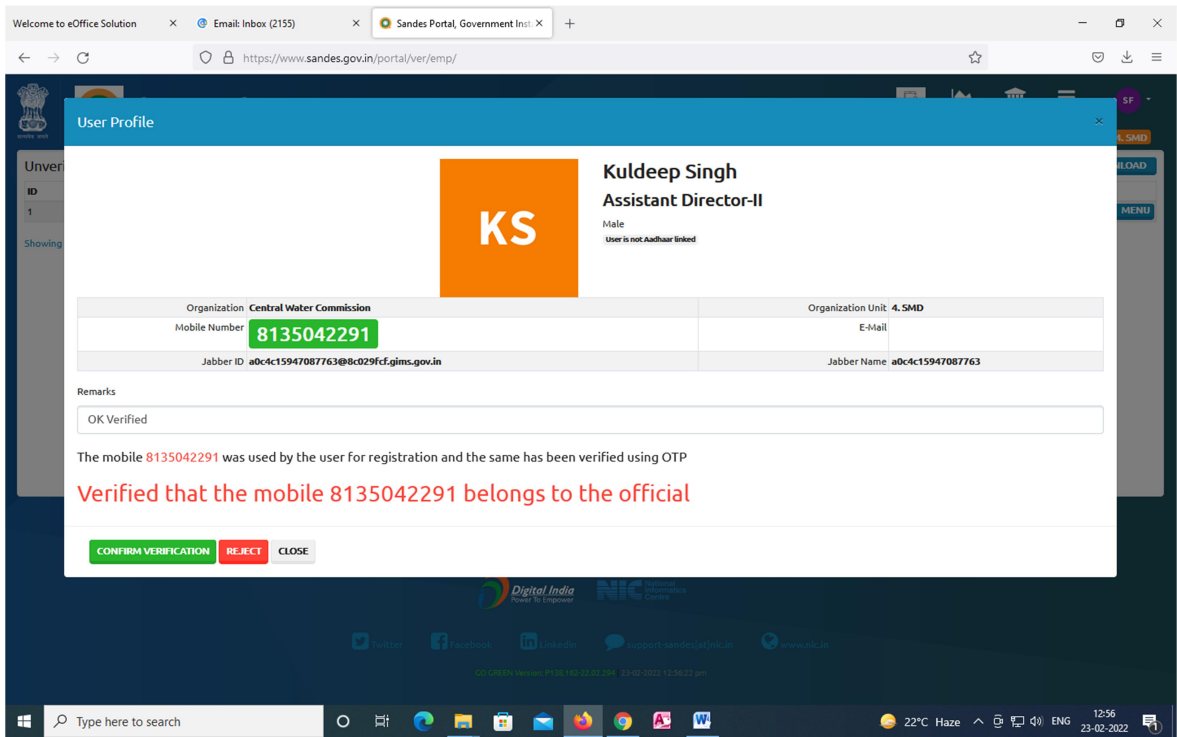 Welcome to eOffice Solution
Email: Inbox (2155)
Sandes Portal, Government Inst
https://www.sandes.gov.in/portal/ver/emp/
SF
4. SMD
Unveri
LOAD
ID
1
MENU
Showing
User Profile
KS
Kuldeep Singh
Assistant Director-II
Male
User is not Aadhaar linked
Organization Central Water Commission Organization Unit 4. SMD
Mobile Number 8135042291 E-Mail
Jabber ID a0c4c15947087763@8c029fcf.gims.gov.in Jabber Name a0c4c15947087763
Remarks
OK Verified
The mobile 8135042291 was used by the user for registration and the same has been verified using OTP
Verified that the mobile 8135042291 belongs to the official
CONFIRM VERIFICATION REJECT CLOSE
Digital India
Power To Empower
NIC National Informatics Centre
Twitter Facebook Linkedin support-sandes[at]nic.in www.nic.in
Type here to search
22°C Haze ENG
12:56
23-02-2022
1